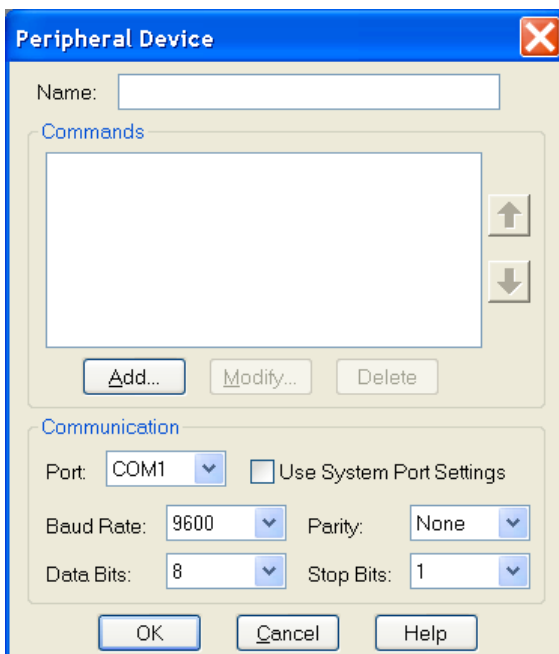 Peripheral Device
Name:
Commands
Add... Modify... Delete
Communication
Port: COM1 Use System Port Settings
Baud Rate: 9600 Parity: None
Data Bits: 8 Stop Bits: 1
OK Cancel Help